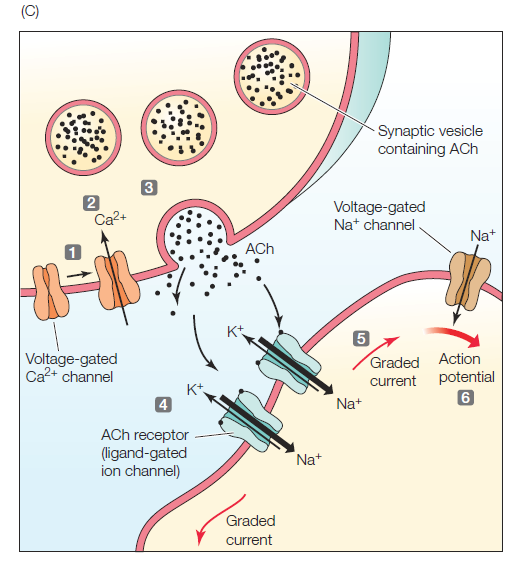 (C)
Synaptic vesicle
containing ACh
3
2
Ca²⁺
1
ACh
Voltage-gated
Na⁺ channel
Na⁺
Voltage-gated
Ca²⁺ channel
K⁺
5
Graded
current
Action
potential
6
K⁺
4
Na⁺
ACh receptor
(ligand-gated
ion channel)
Na⁺
Graded
current